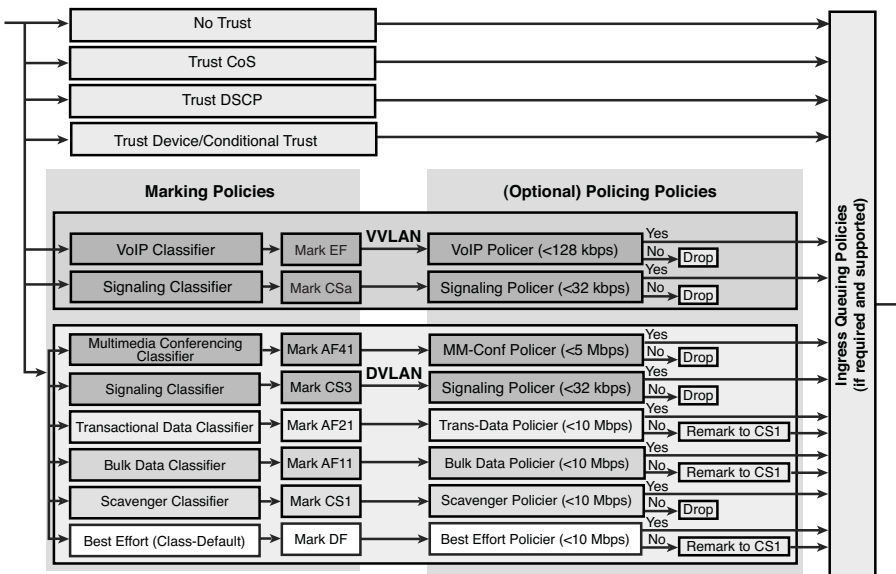 No Trust
Trust CoS
Trust DSCP
Trust Device/Conditional Trust
Marking Policies
(Optional) Policing Policies
VVLAN
VoIP Classifier
Mark EF
VoIP Policer (<128 kbps)
Yes
No
Drop
Signaling Classifier
Mark CSa
Signaling Policer (<32 kbps)
Yes
No
Drop
Multimedia Conferencing
Classifier
Mark AF41
MM-Conf Policer (<5 Mbps)
Yes
No
Drop
DVLAN
Signaling Classifier
Mark CS3
Signaling Policer (<32 kbps)
Yes
No
Drop
Transactional Data Classifier
Mark AF21
Trans-Data Policier (<10 Mbps)
Yes
No
Remark to CS1
Bulk Data Classifier
Mark AF11
Bulk Data Policier (<10 Mbps)
Yes
No
Remark to CS1
Scavenger Classifier
Mark CS1
Scavenger Policier (<10 Mbps)
Yes
No
Drop
Best Effort (Class-Default)
Mark DF
Best Effort Policier (<10 Mbps)
Yes
No
Remark to CS1
Ingress Queuing Policies
(if required and supported)